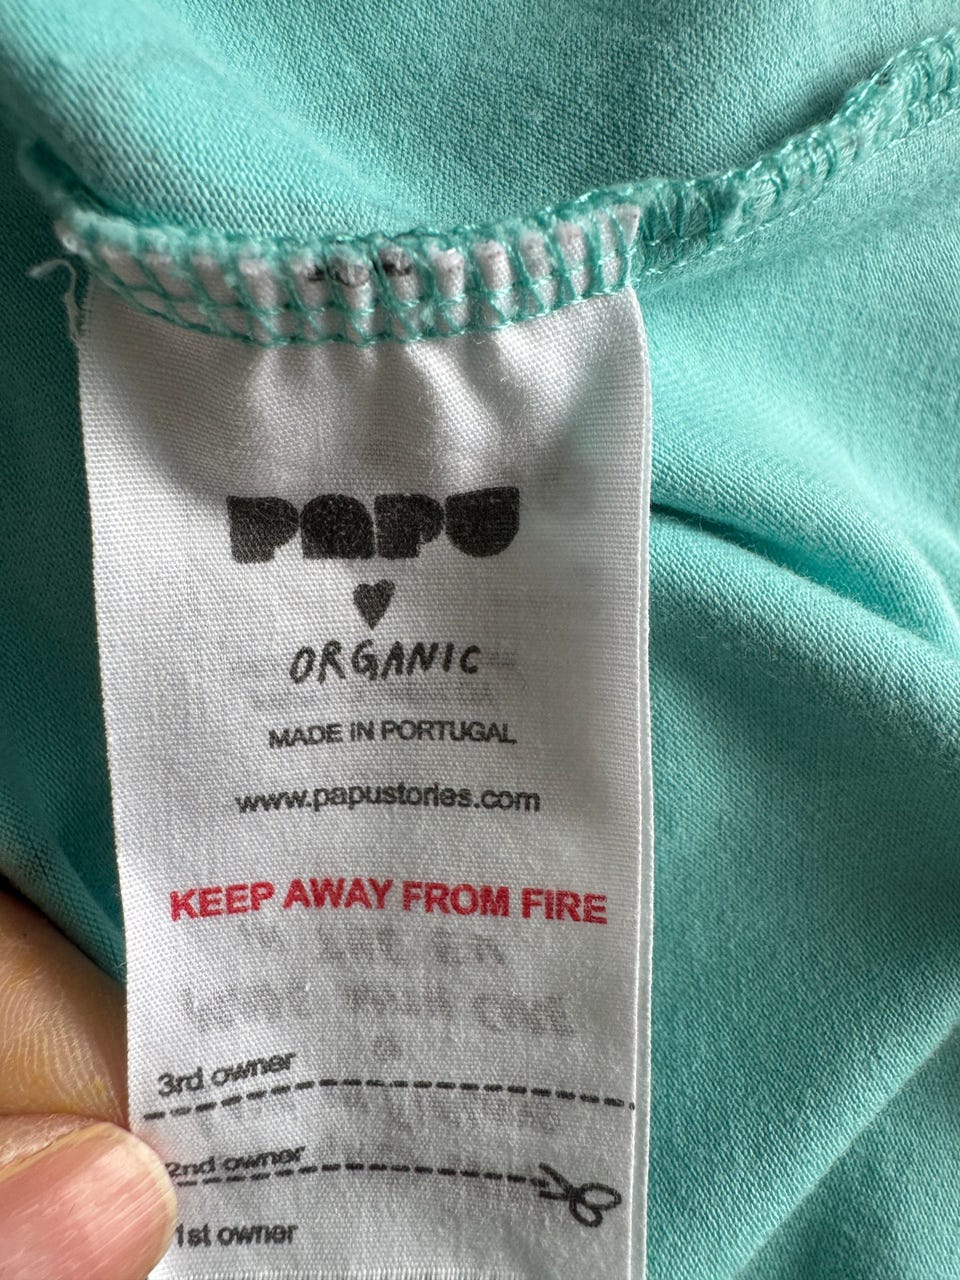 PAPU
ORGANIC
MADE IN PORTUGAL
www.papustories.com
KEEP AWAY FROM FIRE
3rd owner
2nd owner
1st owner